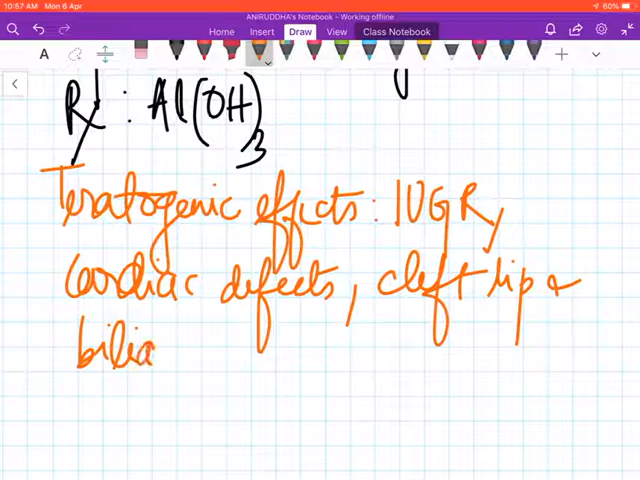 10:57 AM Mon 6 Apr
60%
ANIRUDDHA's Notebook - Working offline
Home Insert Draw View Class Notebook
A
Rx : Al(OH)3
Teratogenic effects : IUGR,
Cardiac defects, cleft lip &
bilia